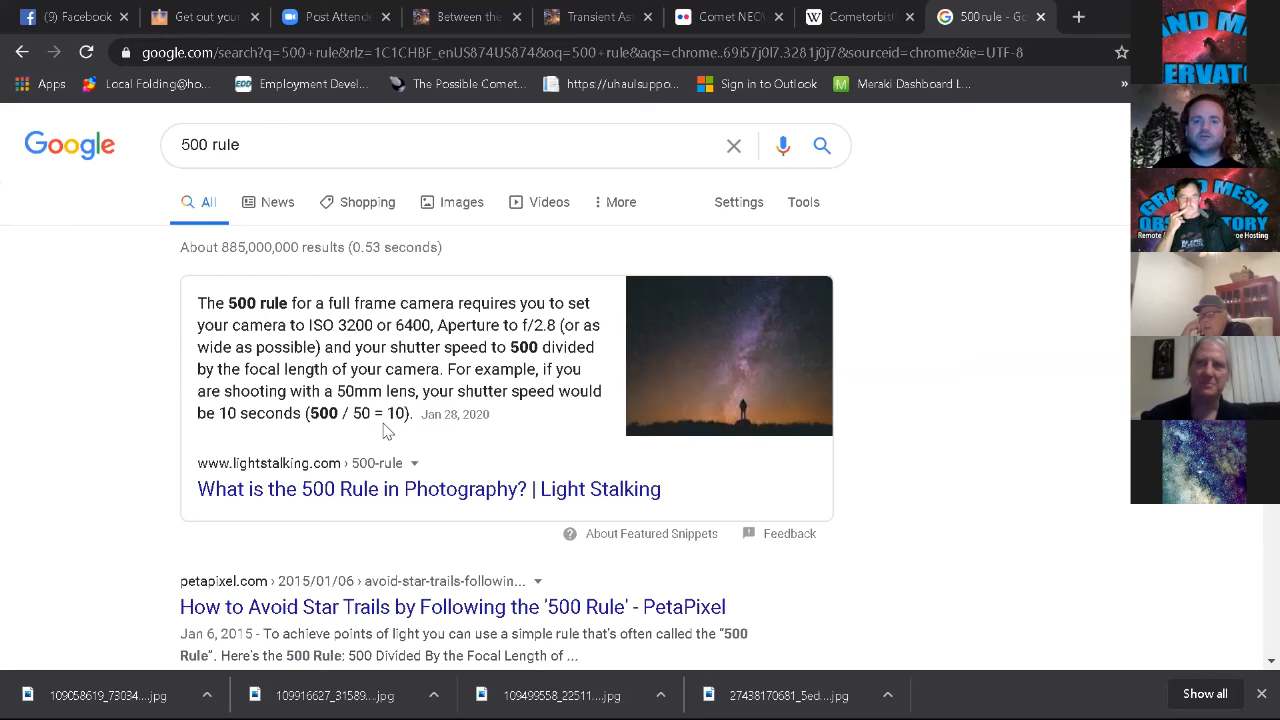 (9) Facebook
Get out your
Post Attende
Between the
Transient As
Comet NEOW
Cometorbit
500 rule - Go
google.com/search?q=500+rule&rlz=1C1CHBF_enUS874US874&oq=500+rule&aqs=chrome..69i57j0l7.3281j0j7&sourceid=chrome&ie=UTF-8
Apps
Local Folding@ho...
Employment Devel...
The Possible Comet...
https://uhaulsuppo...
Sign in to Outlook
Meraki Dashboard L...
»
Google
500 rule
All
News
Shopping
Images
Videos
More
Settings
Tools
About 885,000,000 results (0.53 seconds)
The 500 rule for a full frame camera requires you to set
your camera to ISO 3200 or 6400, Aperture to f/2.8 (or as
wide as possible) and your shutter speed to 500 divided
by the focal length of your camera. For example, if you
are shooting with a 50mm lens, your shutter speed would
be 10 seconds (500 / 50 = 10). Jan 28, 2020
www.lightstalking.com › 500-rule
What is the 500 Rule in Photography? | Light Stalking
About Featured Snippets
Feedback
petapixel.com › 2015/01/06 › avoid-star-trails-followin...
How to Avoid Star Trails by Following the '500 Rule' - PetaPixel
Jan 6, 2015 - To achieve points of light you can use a simple rule that's often called the “500
Rule”. Here's the 500 Rule: 500 Divided By the Focal Length of ...
109058619_73034....jpg
109916627_31589....jpg
109499558_22511....jpg
27438170681_5ed....jpg
Show all
AND M
ERVATO
GRAND MESA
OBS TORY
Remote
oe Hosting